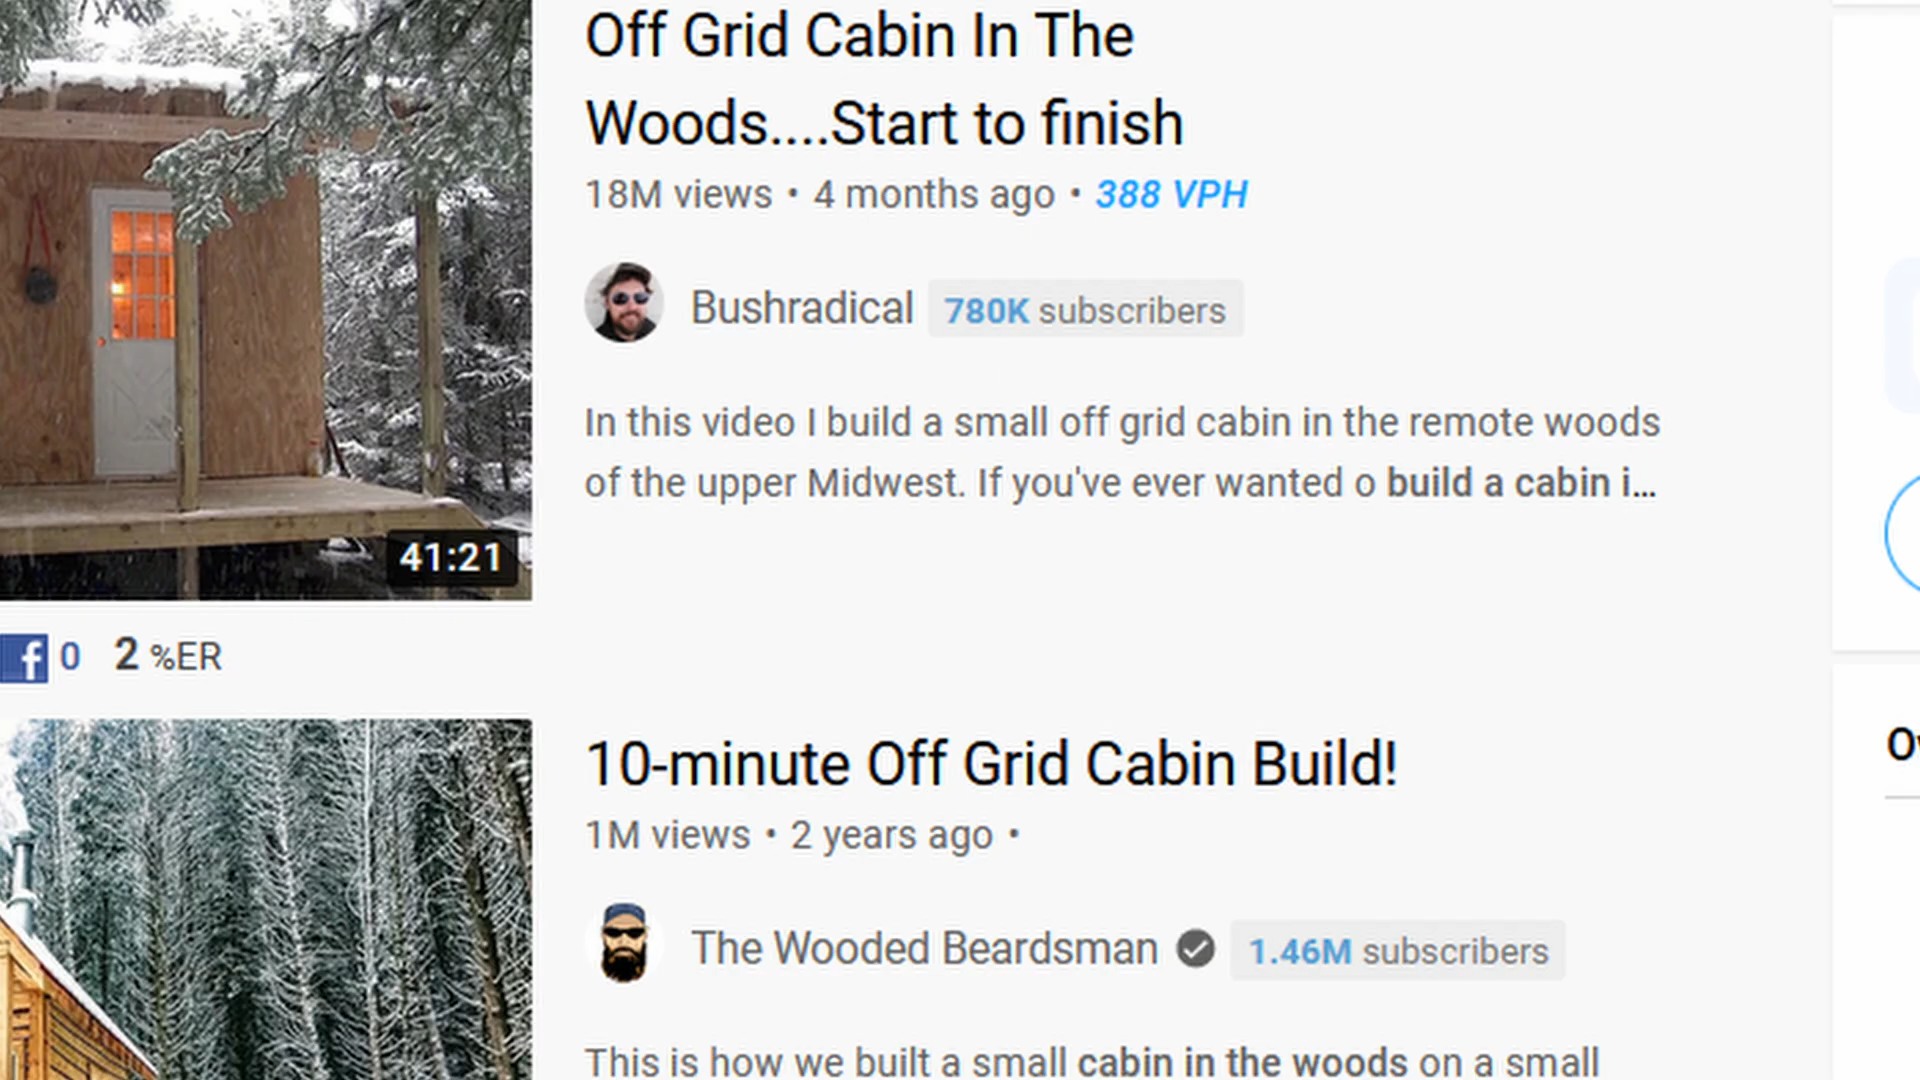 Off Grid Cabin In The
Woods....Start to finish
18M views • 4 months ago • 388 VPH
Bushradical 780K subscribers
In this video I build a small off grid cabin in the remote woods
of the upper Midwest. If you've ever wanted o build a cabin i...
41:21
f 0 2 %ER
10-minute Off Grid Cabin Build!
1M views • 2 years ago •
The Wooded Beardsman 1.46M subscribers
This is how we built a small cabin in the woods on a small